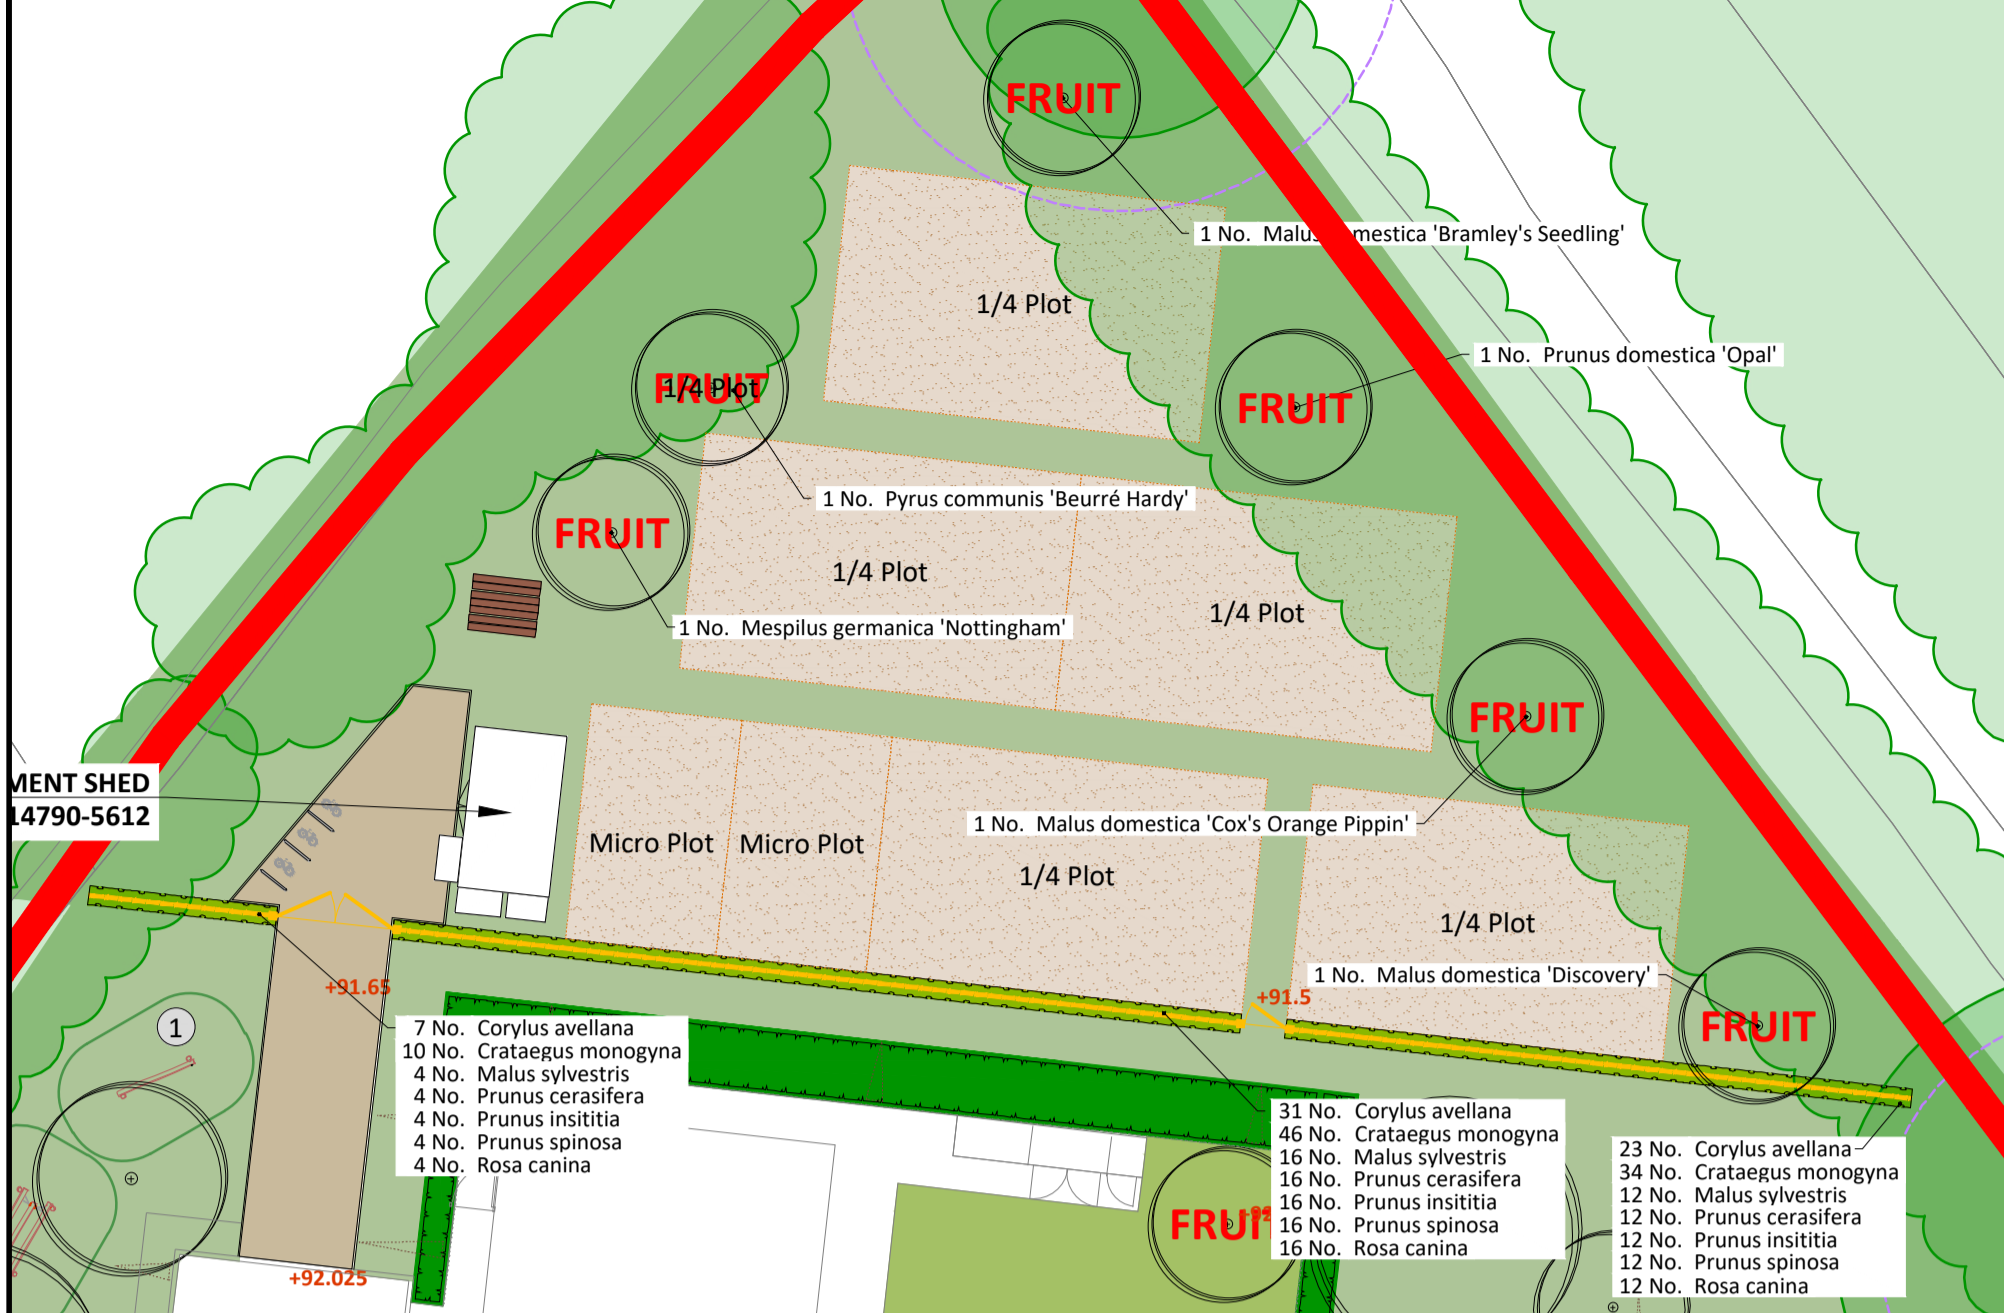 FRUIT
1 No. Malus domestica 'Bramley's Seedling'
1/4 Plot
1 No. Prunus domestica 'Opal'
FRUIT
1/4 Plot
FRUIT
1 No. Pyrus communis 'Beurré Hardy'
FRUIT
1/4 Plot
1/4 Plot
1 No. Mespilus germanica 'Nottingham'
FRUIT
MENT SHED
14790-5612
1 No. Malus domestica 'Cox's Orange Pippin'
Micro Plot
Micro Plot
1/4 Plot
1/4 Plot
1 No. Malus domestica 'Discovery'
+91.65
+91.5
FRUIT
1
7 No. Corylus avellana
10 No. Crataegus monogyna
4 No. Malus sylvestris
4 No. Prunus cerasifera
4 No. Prunus insititia
4 No. Prunus spinosa
4 No. Rosa canina
31 No. Corylus avellana
46 No. Crataegus monogyna
16 No. Malus sylvestris
16 No. Prunus cerasifera
16 No. Prunus insititia
16 No. Prunus spinosa
16 No. Rosa canina
23 No. Corylus avellana
34 No. Crataegus monogyna
12 No. Malus sylvestris
12 No. Prunus cerasifera
12 No. Prunus insititia
12 No. Prunus spinosa
12 No. Rosa canina
FRUIT
+92.025